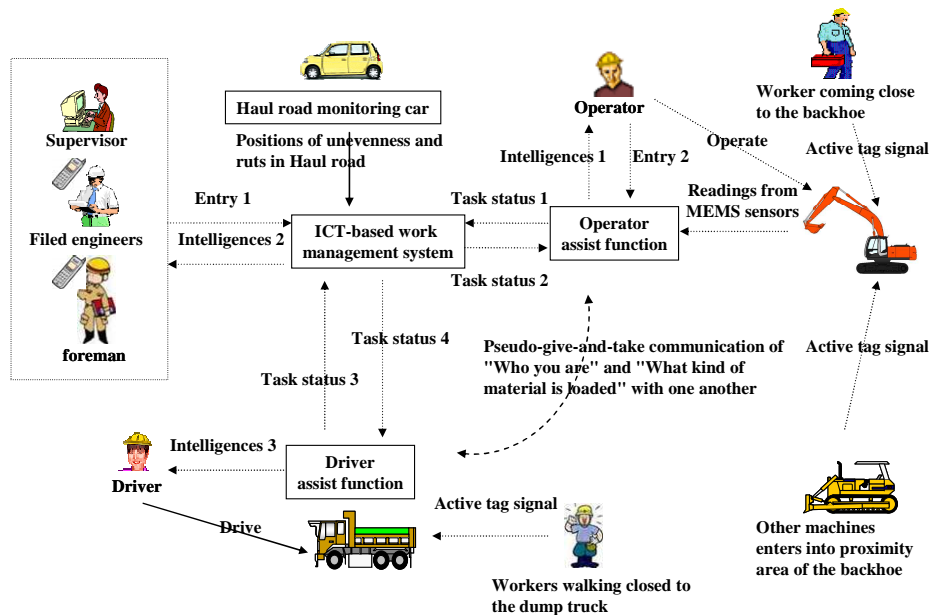 Haul road monitoring car
Positions of unevenness and
ruts in Haul road
Supervisor
Filed engineers
foreman
Entry 1
Intelligences 2
ICT-based work
management system
Task status 1
Task status 2
Operator
Intelligences 1
Entry 2
Operate
Operator
assist function
Readings from
MEMS sensors
Worker coming close
to the backhoe
Active tag signal
Active tag signal
Task status 4
Task status 3
Pseudo-give-and-take communication of
"Who you are" and "What kind of
material is loaded" with one another
Intelligences 3
Driver
Driver
assist function
Drive
Active tag signal
Workers walking closed to
the dump truck
Other machines
enters into proximity
area of the backhoe